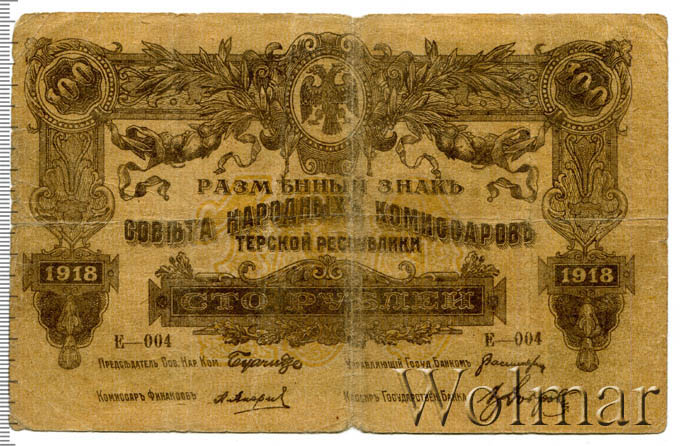 100 100
РАЗМѢННЫЙ ЗНАКЪ
СОВѢТА НАРОДНЫХЪ КОМИССАРОВЪ
ТЕРСКОЙ РЕСПУБЛИКИ
1918 1918
СТО РУБЛЕЙ
Е—004 Е—004
ПРЕДСѢДАТЕЛЬ СОВ. НАР. КОМ. УПРАВЛЯЮЩІЙ ГОСУД. БАНКОМЪ
КОМИССАРЪ ФИНАНСОВЪ КАССИРЪ ГОСУДАРСТВЕН. БАНКА
Wolmar